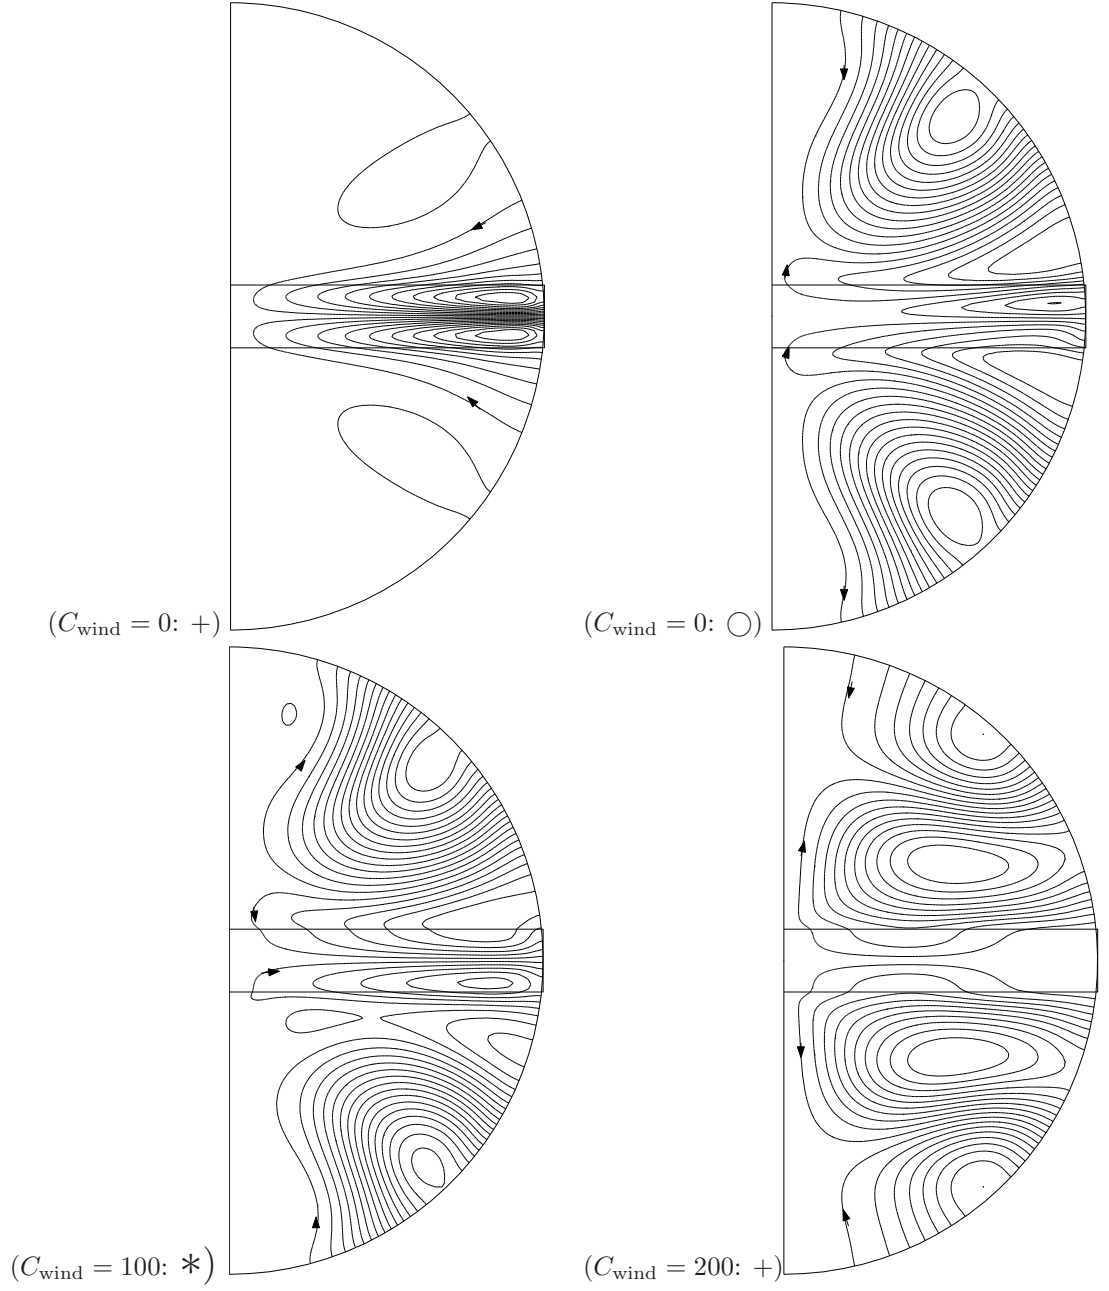 (C_wind = 0: +)
(C_wind = 0: ○)
(C_wind = 100: *)
(C_wind = 200: +)